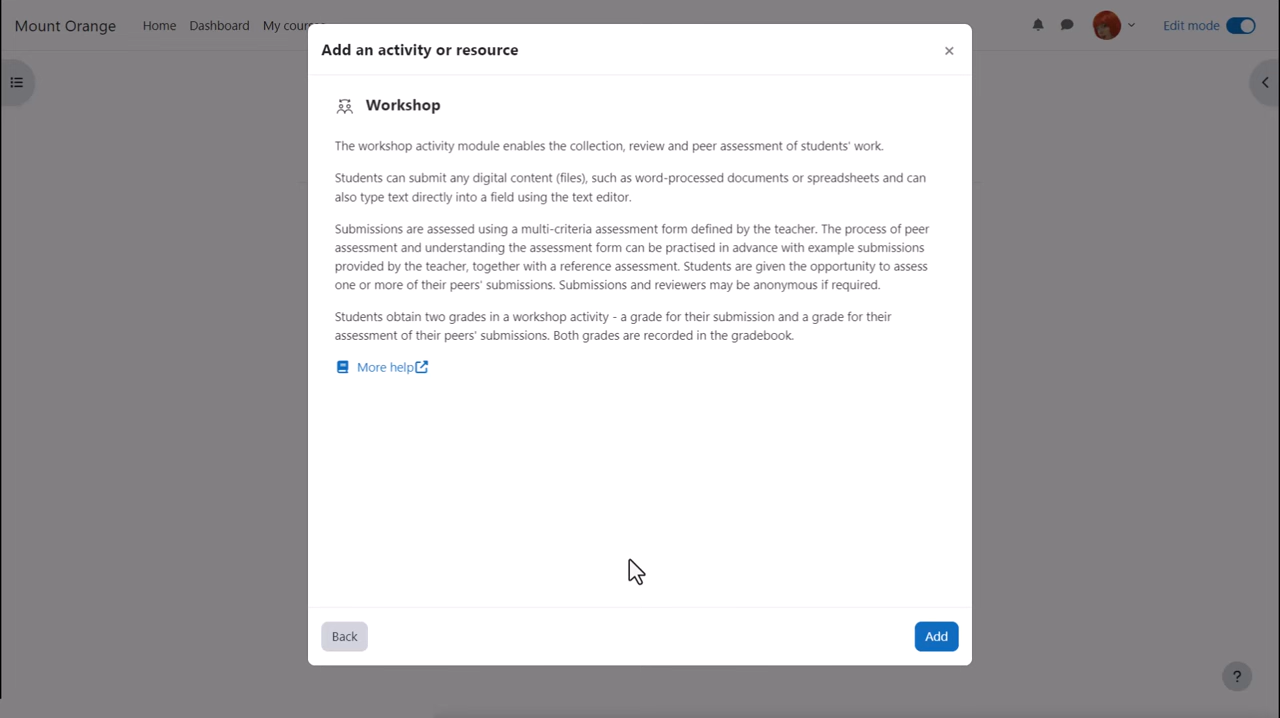 Mount Orange Home Dashboard My cours Edit mode
Add an activity or resource ×
Workshop
The workshop activity module enables the collection, review and peer assessment of students' work.
Students can submit any digital content (files), such as word-processed documents or spreadsheets and can
also type text directly into a field using the text editor.
Submissions are assessed using a multi-criteria assessment form defined by the teacher. The process of peer
assessment and understanding the assessment form can be practised in advance with example submissions
provided by the teacher, together with a reference assessment. Students are given the opportunity to assess
one or more of their peers' submissions. Submissions and reviewers may be anonymous if required.
Students obtain two grades in a workshop activity - a grade for their submission and a grade for their
assessment of their peers' submissions. Both grades are recorded in the gradebook.
More help
Back Add
?